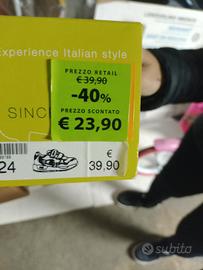 Experience Italian style
SINC
PREZZO RETAIL
€ 39,90
-40%
PREZZO SCONTATO
€ 23,90
24
€
39,90
subito